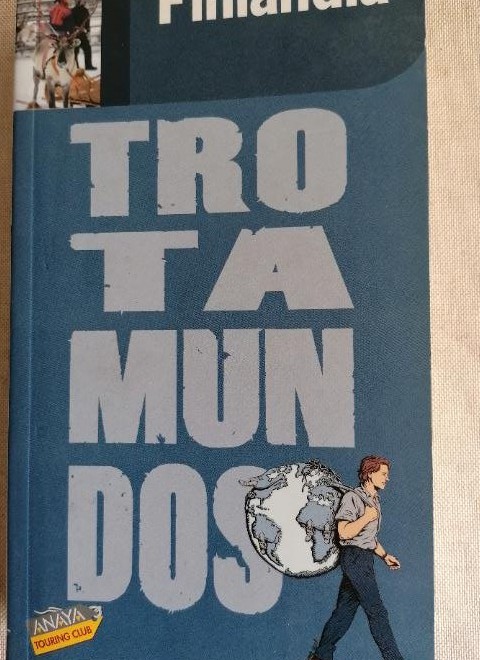 Finlandia
TRO
TA
MUN
DOS
ANAYA
TOURING CLUB